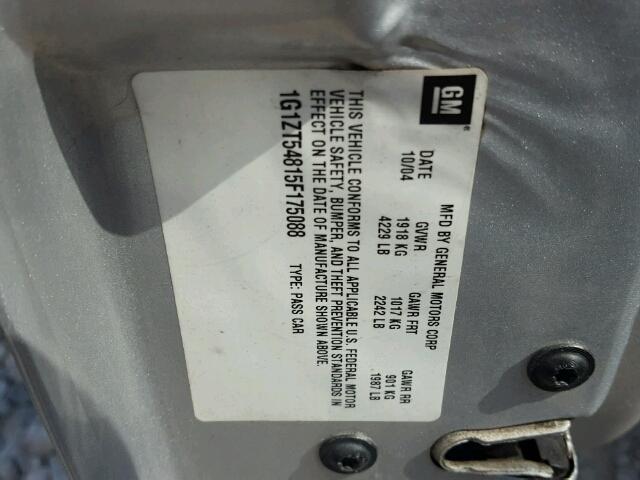 GM
MFD BY GENERAL MOTORS CORP
DATE GVWR GAWR FRT GAWR RR
10/04 1918 KG 1017 KG 901 KG
4229 LB 2242 LB 1987 LB
THIS VEHICLE CONFORMS TO ALL APPLICABLE U.S. FEDERAL MOTOR
VEHICLE SAFETY, BUMPER, AND THEFT PREVENTION STANDARDS IN
EFFECT ON THE DATE OF MANUFACTURE SHOWN ABOVE.
1G1ZT54815F175088 TYPE: PASS CAR